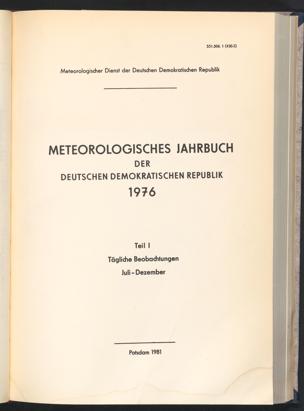 551.506. 1 (430.2)
Meteorologischer Dienst der Deutschen Demokratischen Republik
METEOROLOGISCHES JAHRBUCH
DER
DEUTSCHEN DEMOKRATISCHEN REPUBLIK
1976
Teil I
Tägliche Beobachtungen
Juli - Dezember
Potsdam 1981